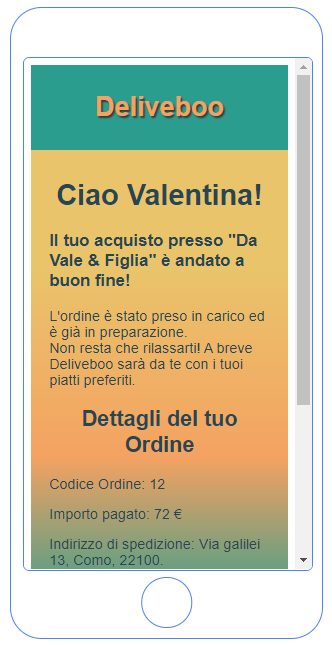 Deliveboo
Ciao Valentina!
Il tuo acquisto presso "Da
Vale & Figlia" è andato a
buon fine!
L'ordine è stato preso in carico ed
è già in preparazione.
Non resta che rilassarti! A breve
Deliveboo sarà da te con i tuoi
piatti preferiti.
Dettagli del tuo
Ordine
Codice Ordine: 12
Importo pagato: 72 €
Indirizzo di spedizione: Via galilei
13, Como, 22100.